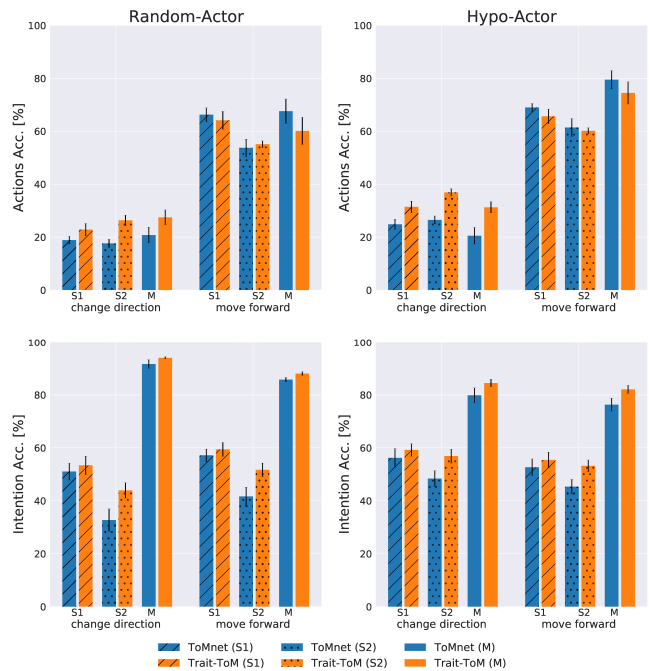 Random-Actor
Hypo-Actor
100
80
60
40
20
0
Actions Acc. [%]
S1 S2 M S1 S2 M
change direction move forward
100
80
60
40
20
0
Actions Acc. [%]
S1 S2 M S1 S2 M
change direction move forward
100
80
60
40
20
0
Intention Acc. [%]
S1 S2 M S1 S2 M
change direction move forward
100
80
60
40
20
0
Intention Acc. [%]
S1 S2 M S1 S2 M
change direction move forward
ToMnet (S1) ToMnet (S2) ToMnet (M)
Trait-ToM (S1) Trait-ToM (S2) Trait-ToM (M)